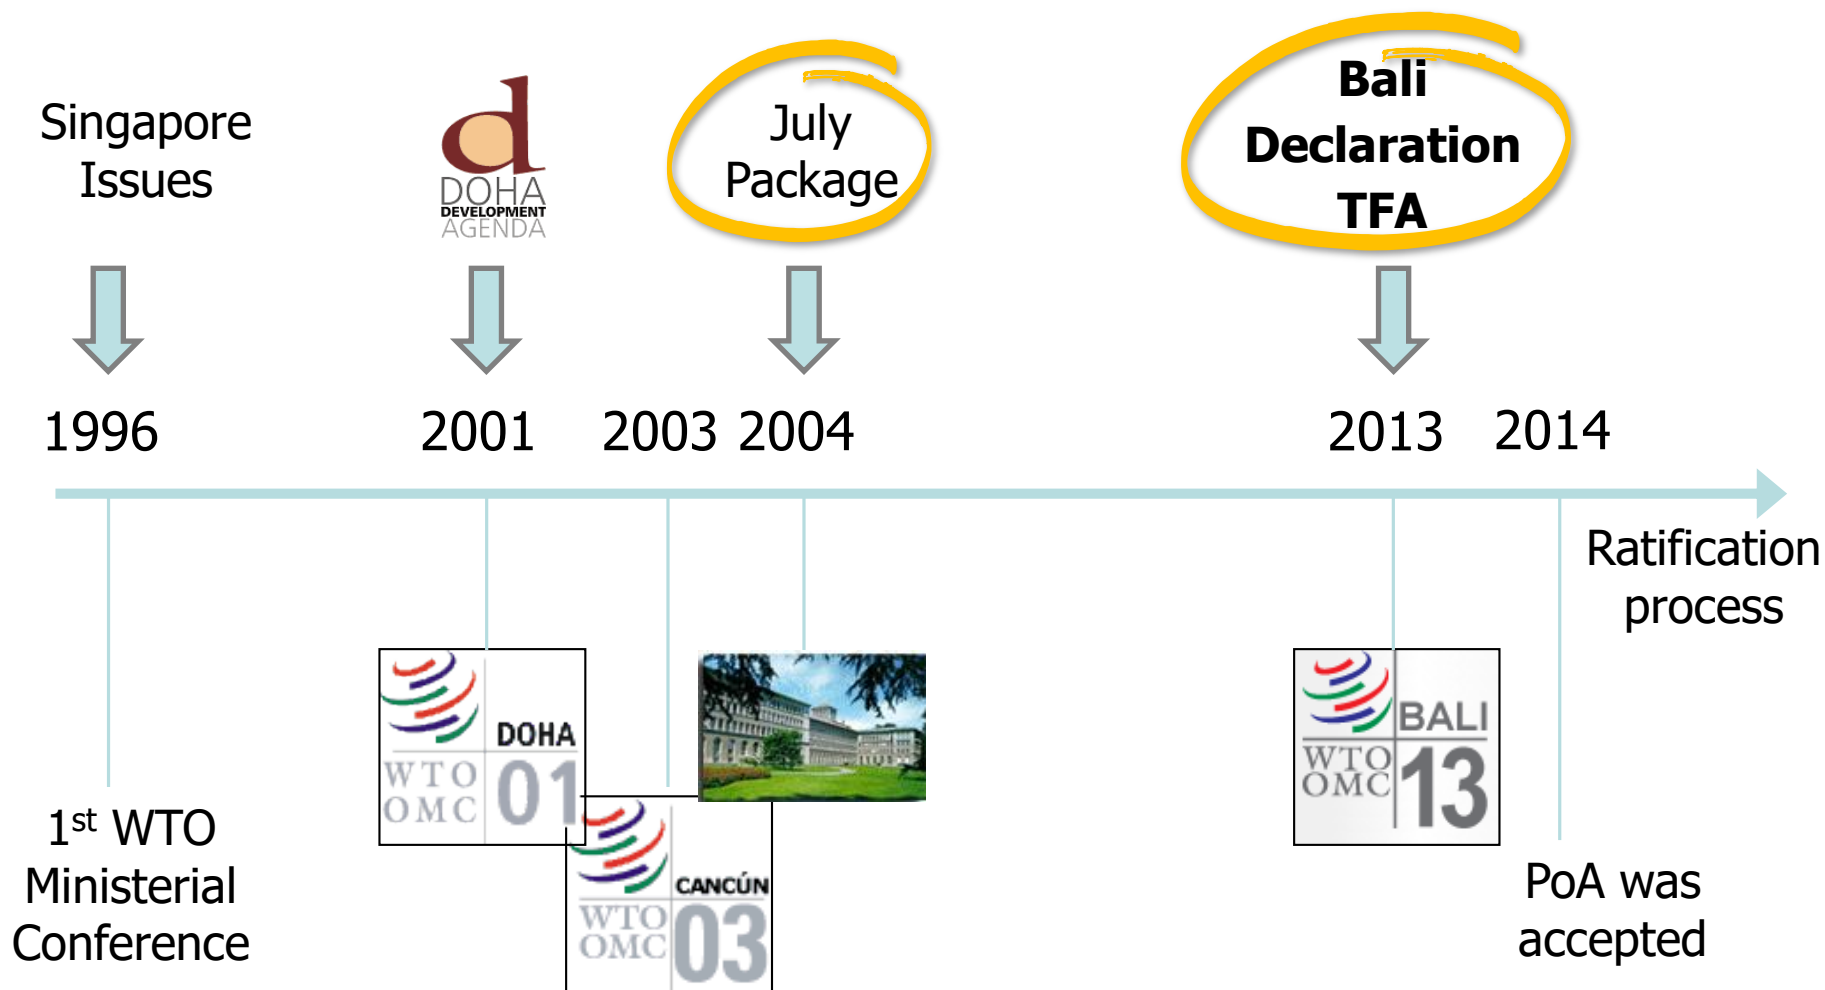 Singapore
Issues
DOHA
DEVELOPMENT
AGENDA
July
Package
Bali
Declaration
TFA
1996
2001
2003
2004
2013
2014
Ratification
process
1st WTO
Ministerial
Conference
DOHA
WTO
OMC
01
CANCÚN
WTO
OMC
03
BALI
WTO
OMC
13
PoA was
accepted